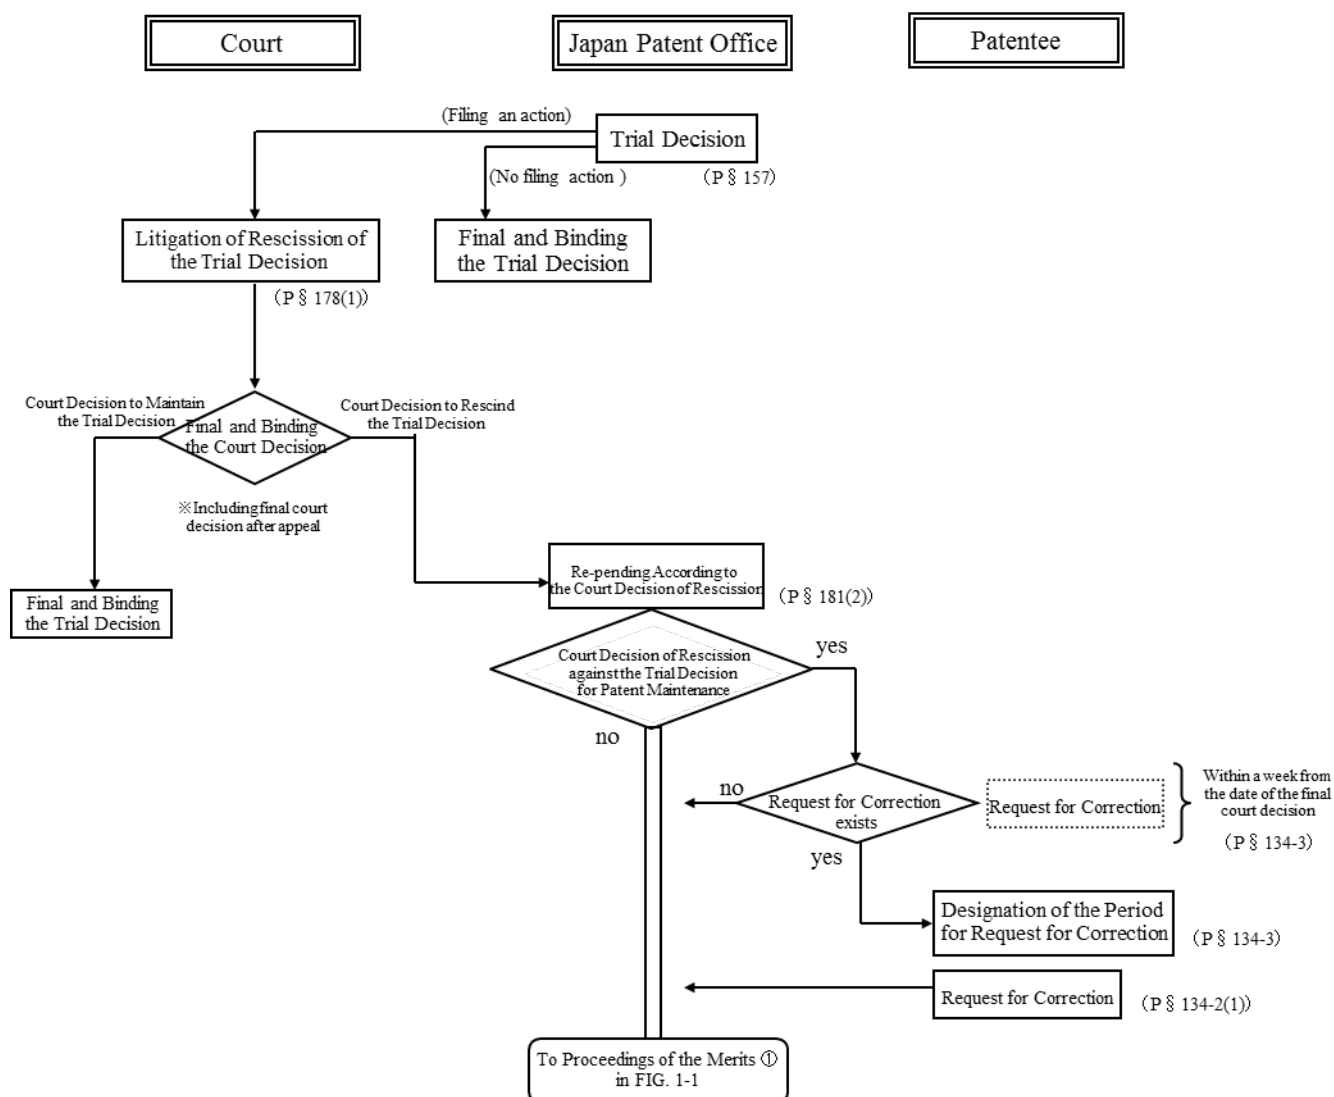 Court
Japan Patent Office
Patentee
(Filing an action)
Trial Decision
(No filing action )
(P § 157)
Litigation of Rescission of
the Trial Decision
Final and Binding
the Trial Decision
(P § 178(1))
Court Decision to Maintain
the Trial Decision
Court Decision to Rescind
the Trial Decision
Final and Binding
the Court Decision
※Including final court
decision after appeal
Re-pending According to
the Court Decision of Rescission
(P § 181(2))
Final and Binding
the Trial Decision
Court Decision of Rescission
against the Trial Decision
for Patent Maintenance
yes
no
no
Request for Correction
exists
Request for Correction
Within a week from
the date of the final
court decision
(P § 134-3)
yes
Designation of the Period
for Request for Correction
(P § 134-3)
Request for Correction
(P § 134-2(1))
To Proceedings of the Merits ①
in FIG. 1-1